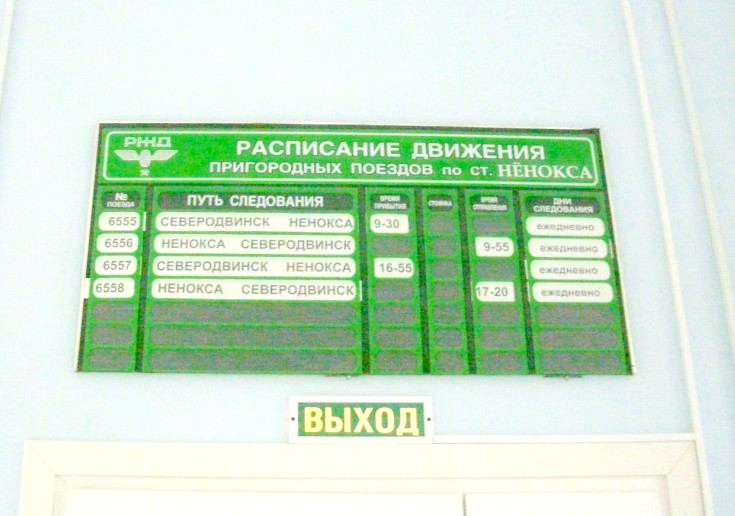 РЖД
РАСПИСАНИЕ ДВИЖЕНИЯ
ПРИГОРОДНЫХ ПОЕЗДОВ по ст. НЁНОКСА
№ ПОЕЗДА ПУТЬ СЛЕДОВАНИЯ ВРЕМЯ ПРИБЫТИЯ СТОЯНКА ВРЕМЯ ОТПРАВЛЕНИЯ ДНИ СЛЕДОВАНИЯ
6555 СЕВЕРОДВИНСК НЕНОКСА 9-30 ежедневно
6556 НЕНОКСА СЕВЕРОДВИНСК 9-55 ежедневно
6557 СЕВЕРОДВИНСК НЕНОКСА 16-55 ежедневно
6558 НЕНОКСА СЕВЕРОДВИНСК 17-20 ежедневно
ВЫХОД